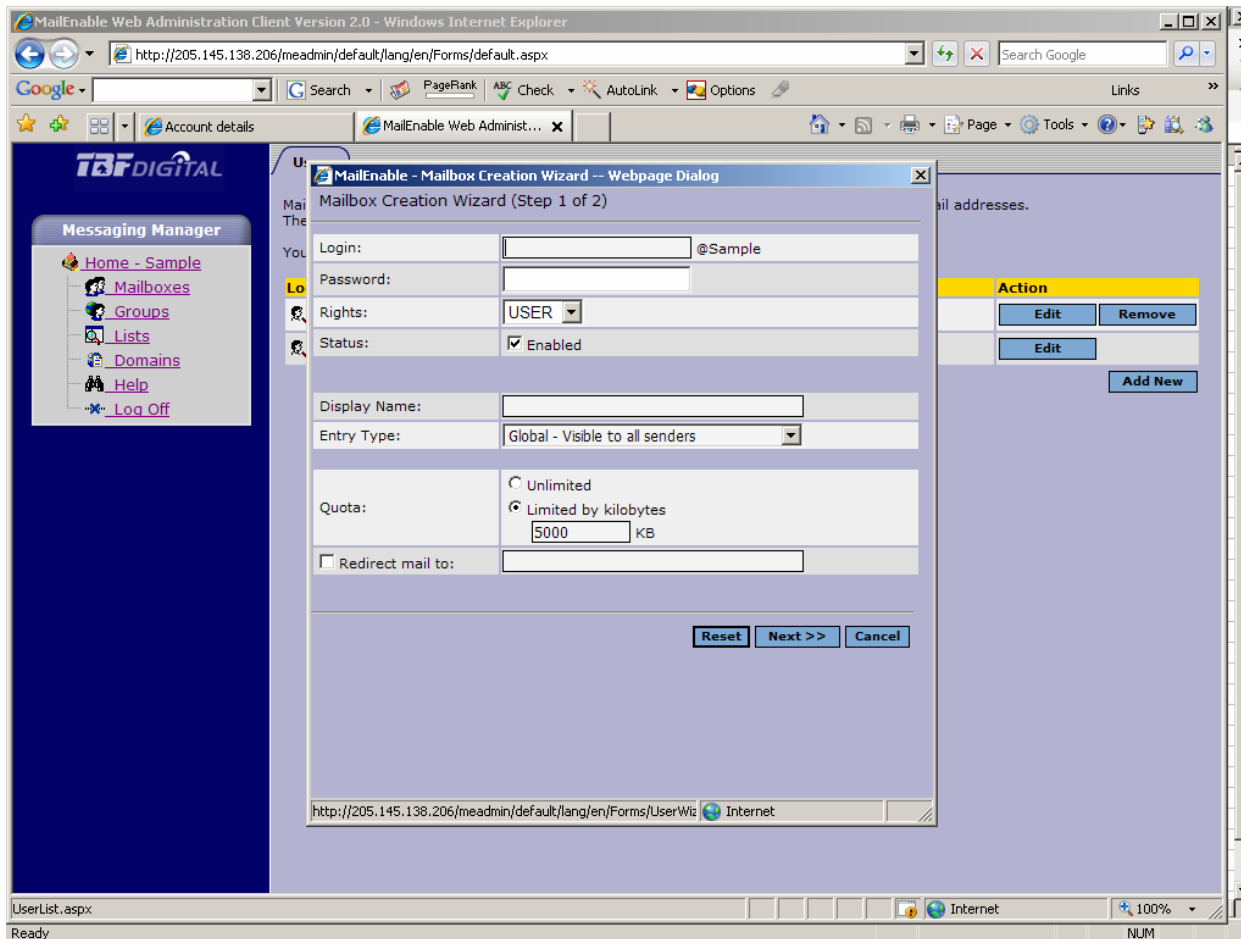 MailEnable Web Administration Client Version 2.0 - Windows Internet Explorer
http://205.145.138.206/meadmin/default/lang/en/Forms/default.aspx
Search Google
Google
Search
PageRank
ABC Check
AutoLink
Options
Links
Account details
MailEnable Web Administ...
Page
Tools
TBF DIGITAL
Messaging Manager
Home - Sample
Mailboxes
Groups
Lists
Domains
Help
Log Off
Mai
ail addresses.
The
You
Lo
Action
Edit
Remove
Edit
Add New
MailEnable - Mailbox Creation Wizard -- Webpage Dialog
Mailbox Creation Wizard (Step 1 of 2)
Login:
@Sample
Password:
Rights:
USER
Status:
Enabled
Display Name:
Entry Type:
Global - Visible to all senders
Quota:
Unlimited
Limited by kilobytes
5000 KB
Redirect mail to:
Reset
Next >>
Cancel
http://205.145.138.206/meadmin/default/lang/en/Forms/UserWiz
Internet
UserList.aspx
Internet
100%
Ready
NUM